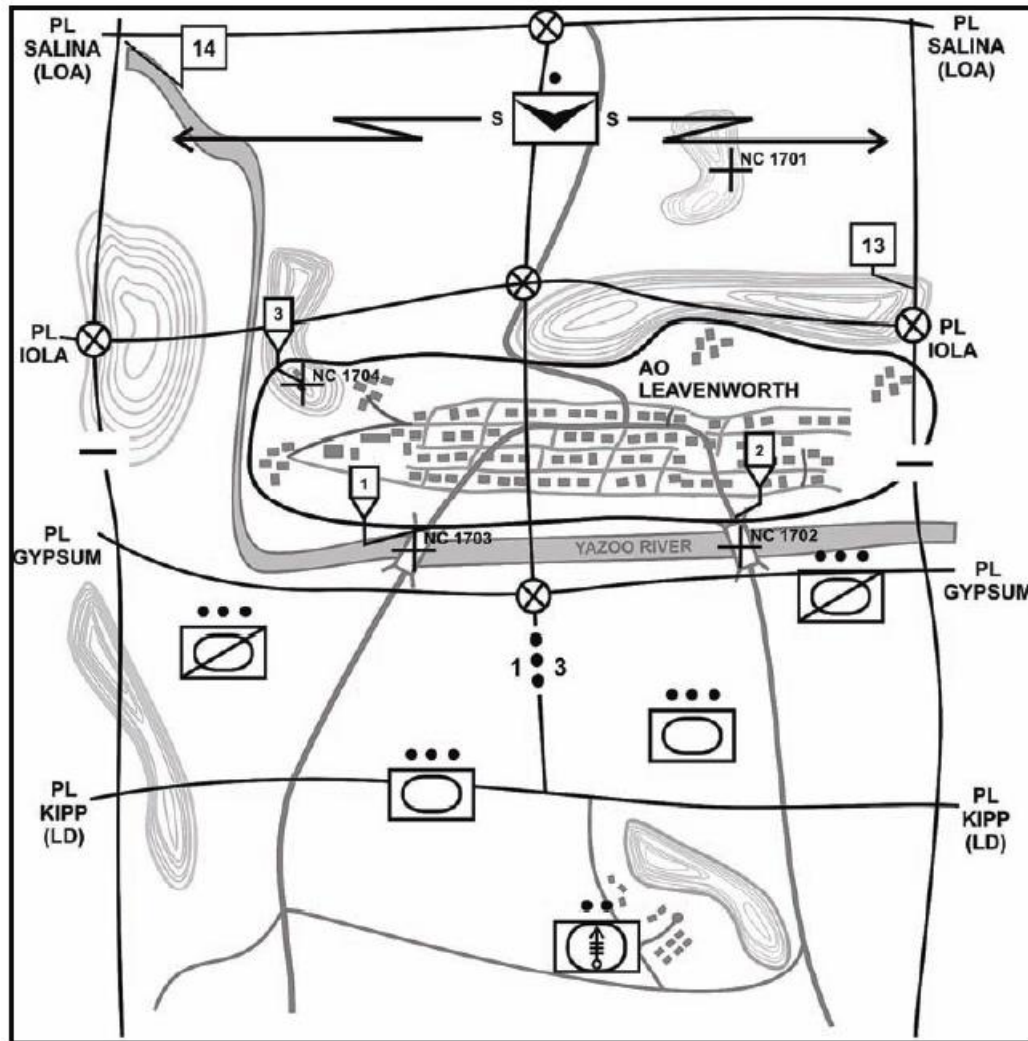 PL
SALINA
(LOA)
14
PL
SALINA
(LOA)
S
S
NC 1701
13
3
PL
IOLA
PL
IOLA
NC 1704
AO
LEAVENWORTH
2
1
PL
GYPSUM
NC 1703
YAZOO RIVER
NC 1702
PL
GYPSUM
1 3
PL
KIPP
(LD)
PL
KIPP
(LD)